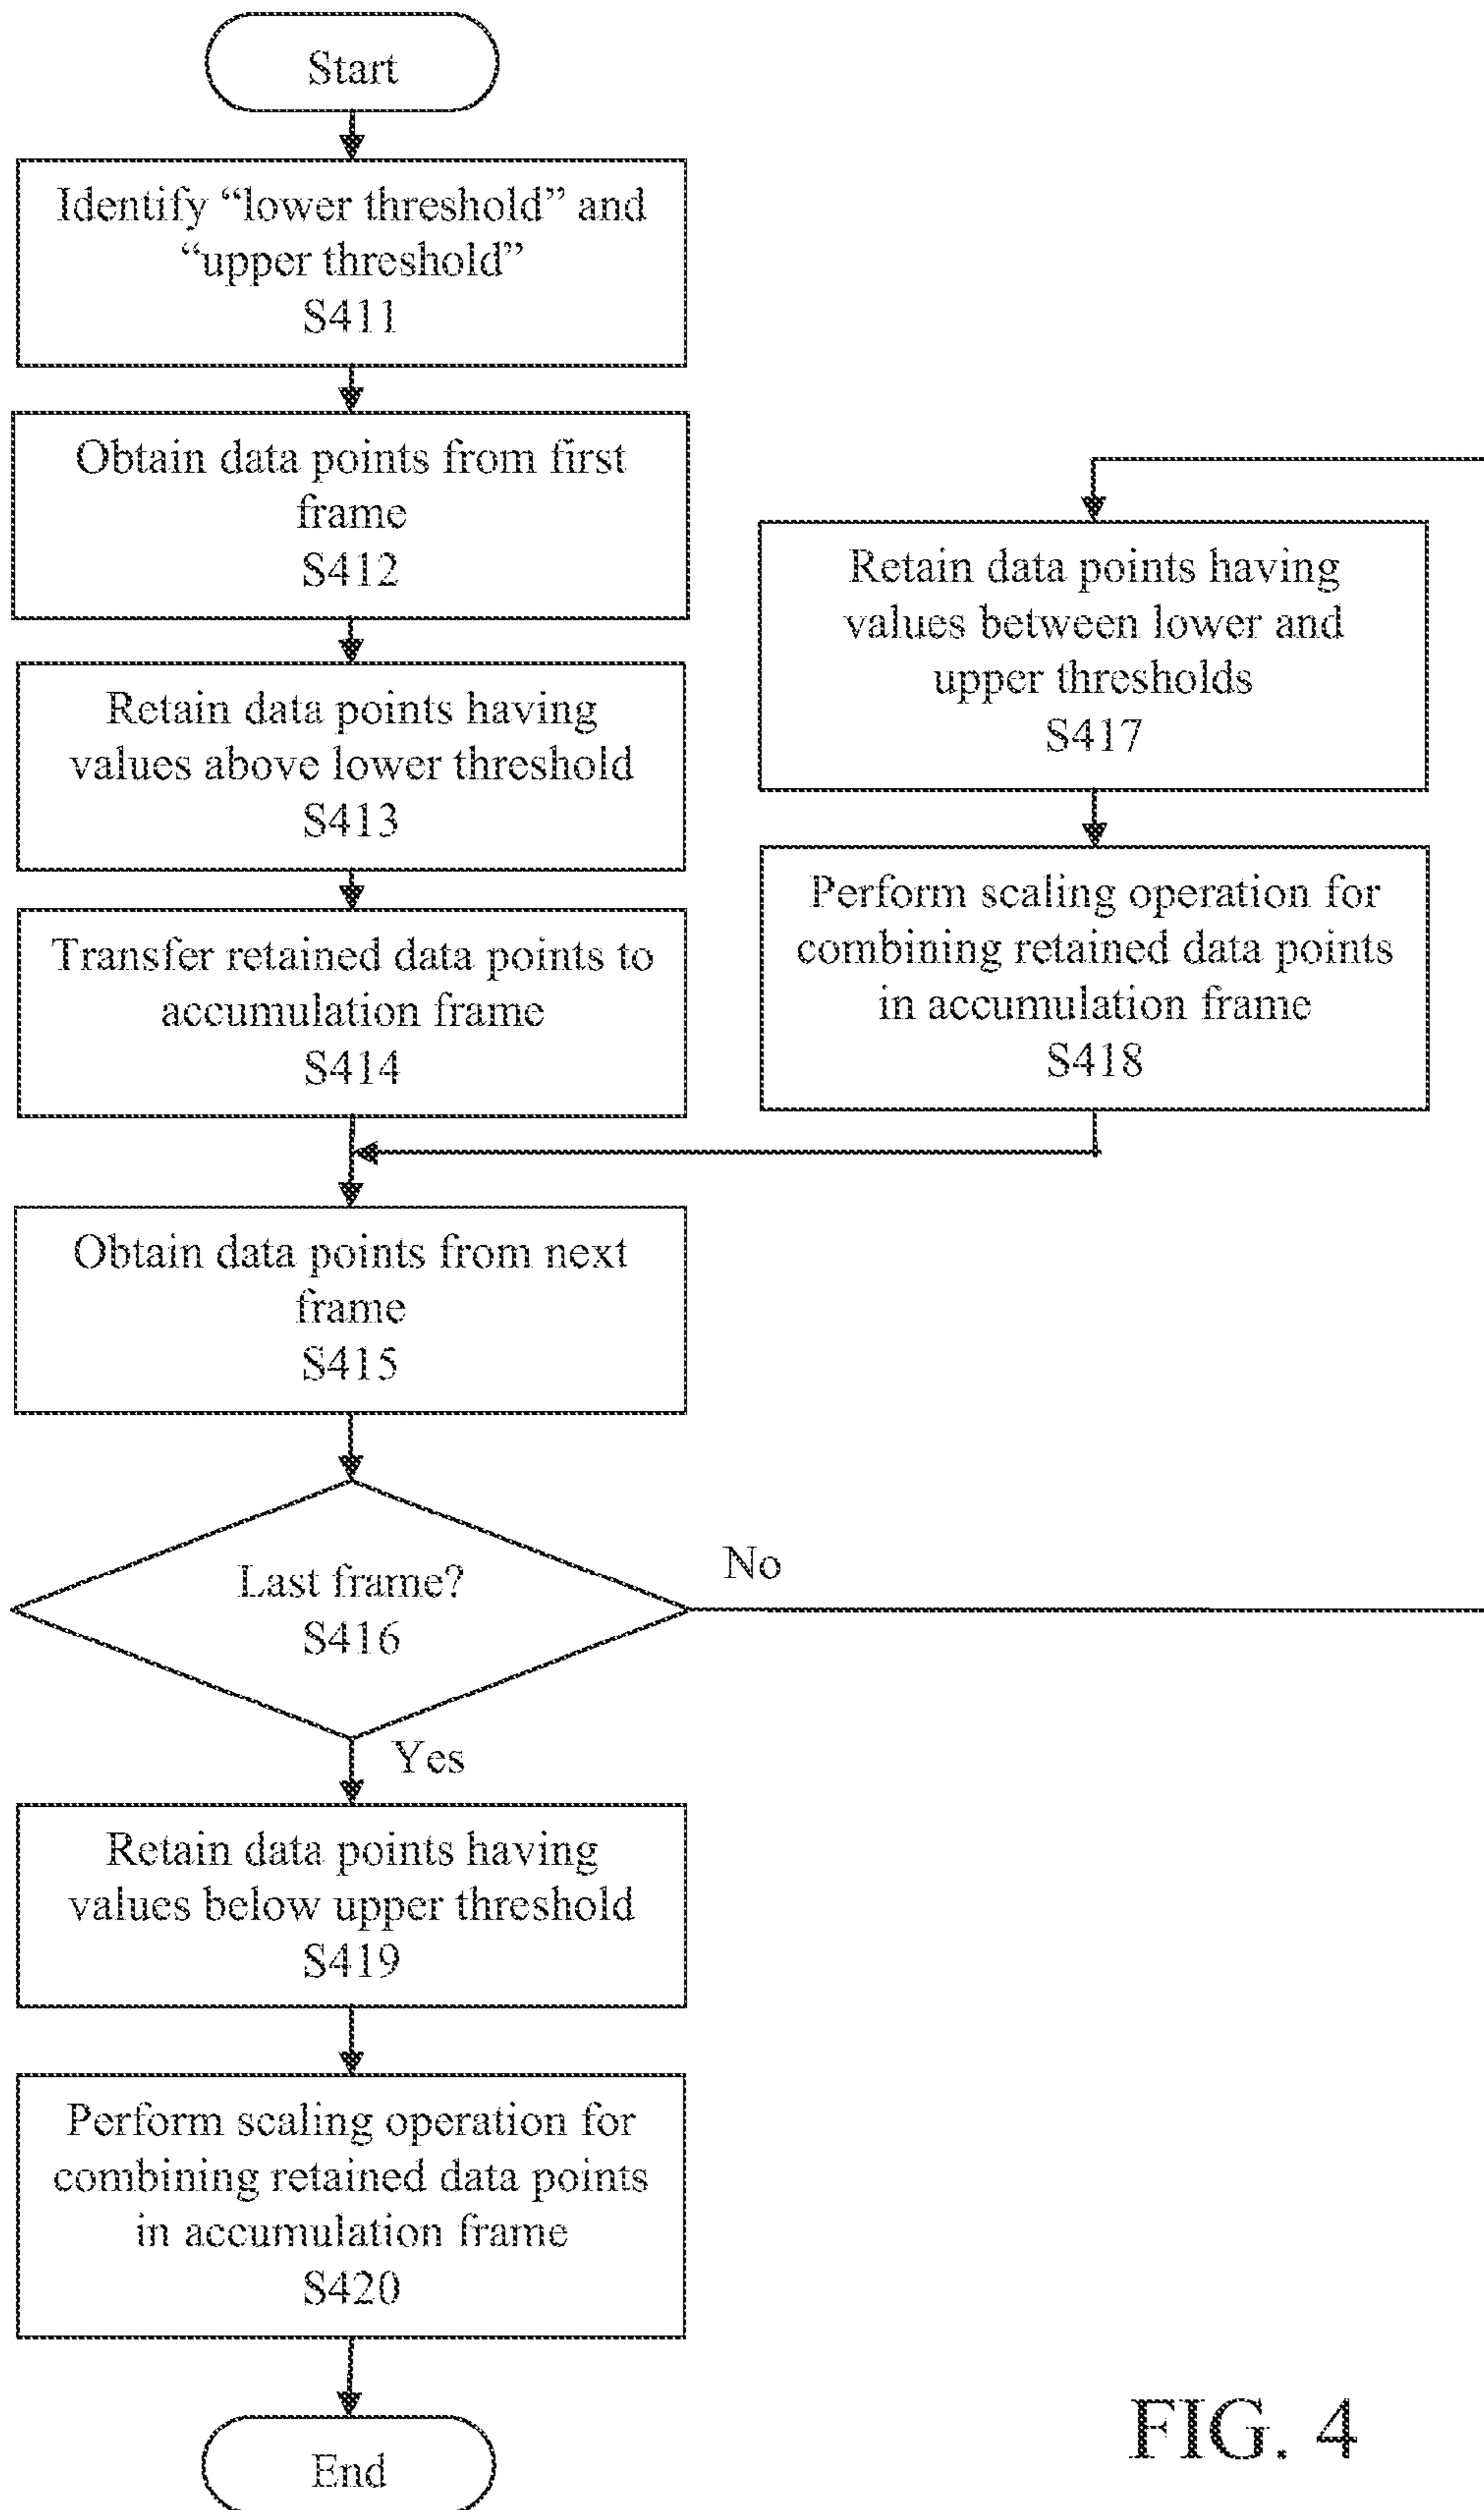 Start
Identify “lower threshold” and
“upper threshold”
S411
Obtain data points from first
frame
S412
Retain data points having
values above lower threshold
S413
Transfer retained data points to
accumulation frame
S414
Retain data points having
values between lower and
upper thresholds
S417
Perform scaling operation for
combining retained data points
in accumulation frame
S418
Obtain data points from next
frame
S415
Last frame?
S416
No
Yes
Retain data points having
values below upper threshold
S419
Perform scaling operation for
combining retained data points
in accumulation frame
S420
End
FIG. 4